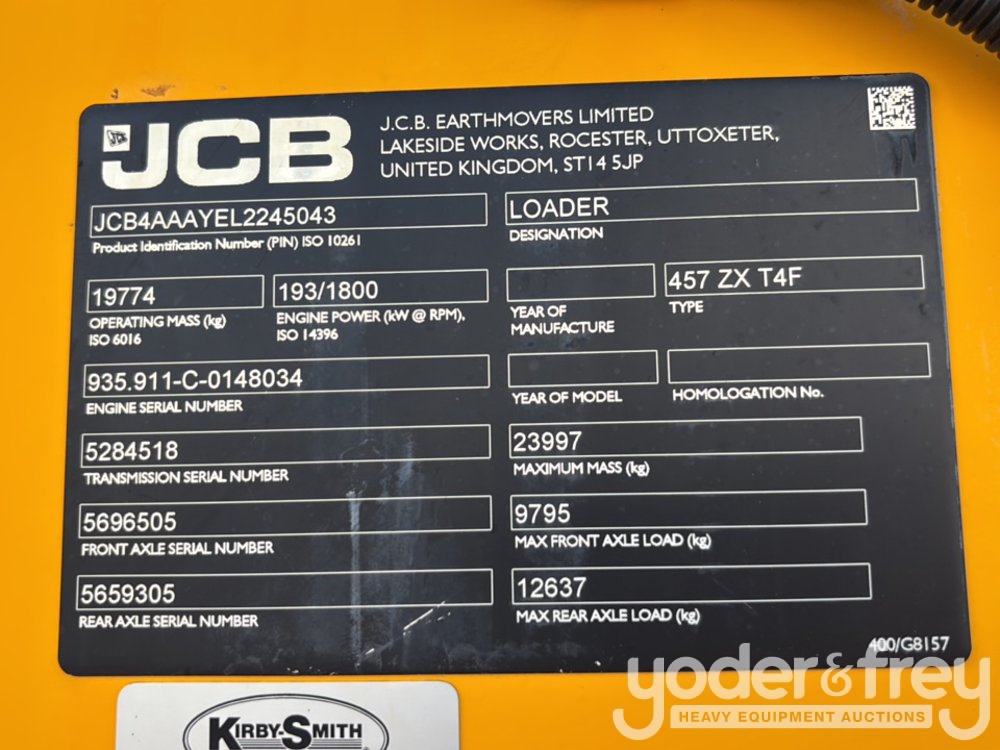 JCB
J.C.B. EARTHMOVERS LIMITED
LAKESIDE WORKS, ROCESTER, UTTOXETER,
UNITED KINGDOM, ST14 5JP
JCB4AAAYEL2245043
Product Identification Number (PIN) ISO 10261
LOADER
DESIGNATION
19774
OPERATING MASS (kg)
ISO 6016
193/1800
ENGINE POWER (kW @ RPM),
ISO 14396
YEAR OF
MANUFACTURE
457 ZX T4F
TYPE
935.911-C-0148034
ENGINE SERIAL NUMBER
YEAR OF MODEL
HOMOLOGATION No.
5284518
TRANSMISSION SERIAL NUMBER
23997
MAXIMUM MASS (kg)
5696505
FRONT AXLE SERIAL NUMBER
9795
MAX FRONT AXLE LOAD (kg)
5659305
REAR AXLE SERIAL NUMBER
12637
MAX REAR AXLE LOAD (kg)
400/G8157
KIRBY-SMITH
yoder & frey
HEAVY EQUIPMENT AUCTIONS